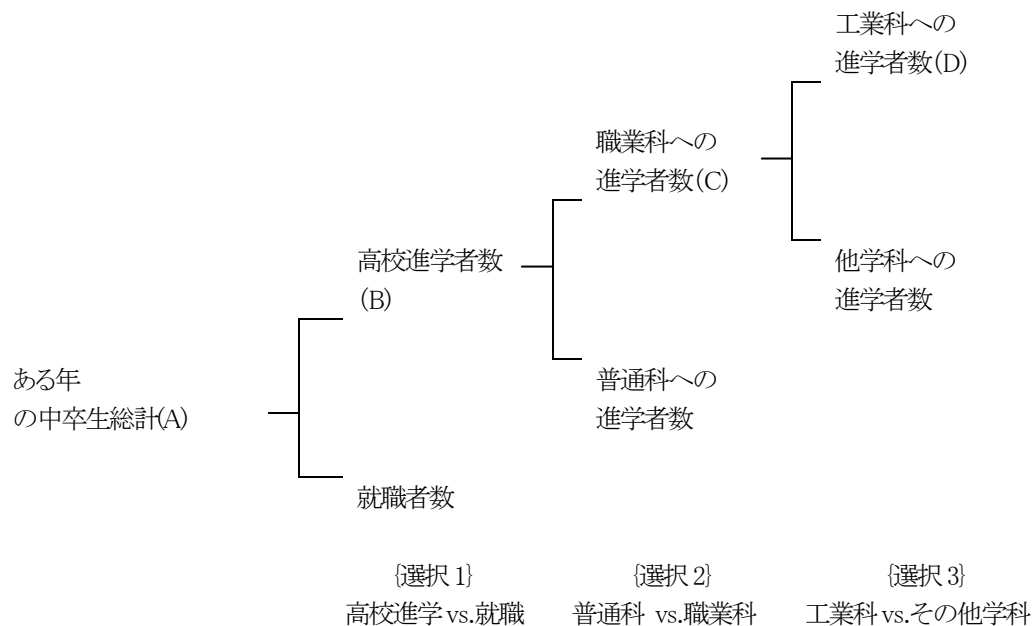 工業科への
進学者数(D)
職業科への
進学者数(C)
高校進学者数
(B)
他学科への
進学者数
ある年
の中卒生総計(A)
普通科への
進学者数
就職者数
{選択1}
{選択2}
{選択3}
高校進学 vs.就職
普通科 vs.職業科
工業科 vs.その他学科